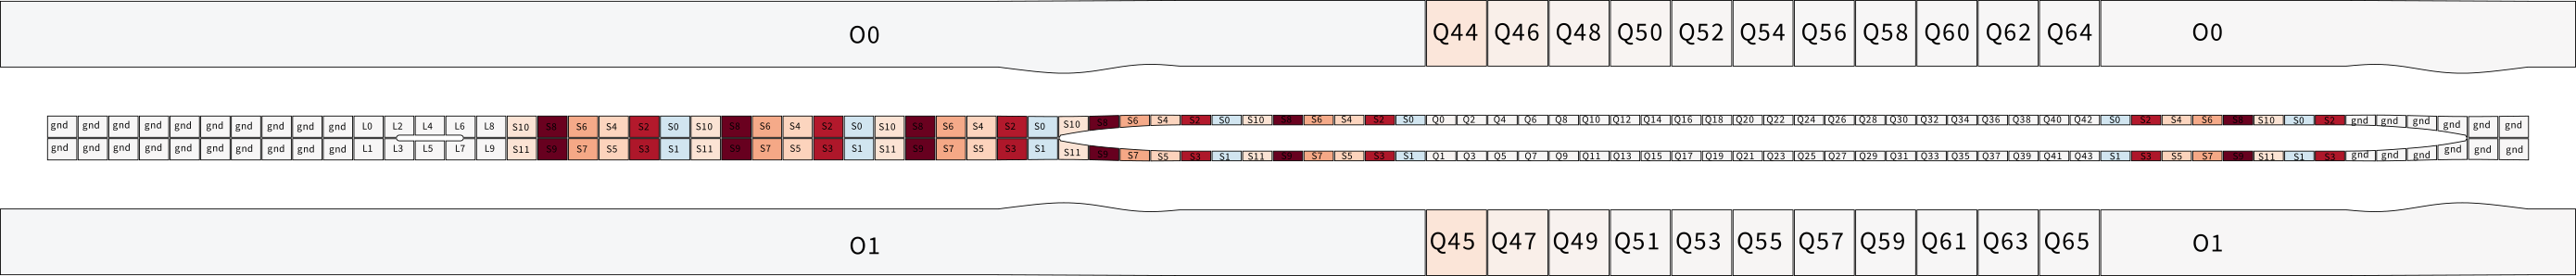 O0 Q44 Q46 Q48 Q50 Q52 Q54 Q56 Q58 Q60 Q62 Q64 O0
gnd gnd gnd gnd gnd gnd gnd gnd gnd gnd L0 L2 L4 L6 L8 S10 S8 S6 S4 S2 S0 S10 S8 S6 S4 S2 S0 S10 S8 S6 S4 S2 S0 S10 S8 S6 S4 S2 S0 S10 S8 S6 S4 S2 S0 Q0 Q2 Q4 Q6 Q8 Q10 Q12 Q14 Q16 Q18 Q20 Q22 Q24 Q26 Q28 Q30 Q32 Q34 Q36 Q38 Q40 Q42 S0 S2 S4 S6 S8 S10 S0 S2 gnd gnd gnd gnd gnd gnd
gnd gnd gnd gnd gnd gnd gnd gnd gnd gnd L1 L3 L5 L7 L9 S11 S9 S7 S5 S3 S1 S11 S9 S7 S5 S3 S1 S11 S9 S7 S5 S3 S1 S11 S9 S7 S5 S3 S1 S11 S9 S7 S5 S3 S1 Q1 Q3 Q5 Q7 Q9 Q11 Q13 Q15 Q17 Q19 Q21 Q23 Q25 Q27 Q29 Q31 Q33 Q35 Q37 Q39 Q41 Q43 S1 S3 S5 S7 S9 S11 S1 S3 gnd gnd gnd gnd gnd gnd
O1 Q45 Q47 Q49 Q51 Q53 Q55 Q57 Q59 Q61 Q63 Q65 O1